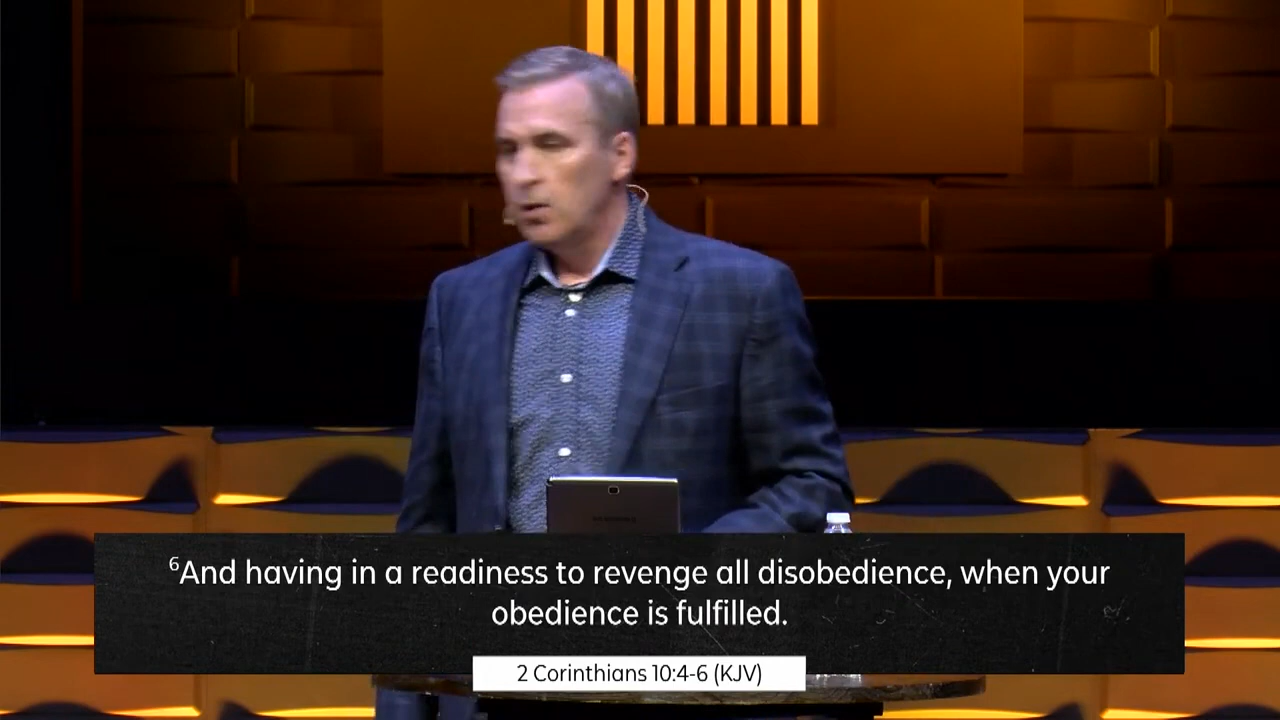 ⁶And having in a readiness to revenge all disobedience, when your
obedience is fulfilled.
2 Corinthians 10:4-6 (KJV)